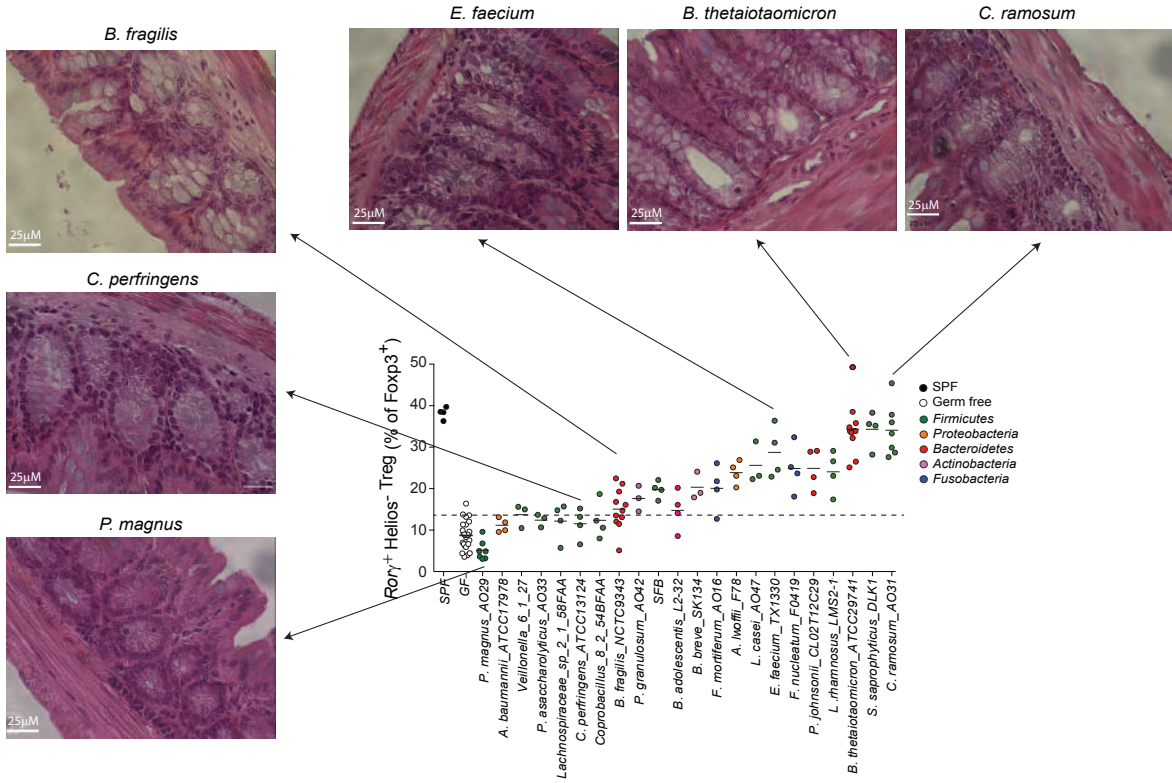 E. faecium
B. thetaiotaomicron
C. ramosum
B. fragilis
25μM
25μM
25μM
25μM
C. perfringens
25μM
P. magnus
25μM
Rorγ+ Helios- Treg (% of Foxp3+)
50
40
30
20
10
0
SPF
Germ free
Firmicutes
Proteobacteria
Bacteroidetes
Actinobacteria
Fusobacteria
SPF
GF
P. magnus_AO29
A. baumannii_ATCC17978
Veillonella_6_1_27
P. asaccharolyticus_AO33
Lachnospiraceae_sp_2_1_58FAA
C. perfringens_ATCC13124
Coprobacillus_8_2_54BFAA
B. fragilis_NCTC9343
P. granulosum_AO42
SFB
B. adolescentis_L2-32
B. breve_SK134
F. mortiferum_AO16
A. lwoffii_F78
L. casei_AO47
E. faecium_TX1330
F. nucleatum_F0419
P. johnsonii_CL02T12C29
L .rhamnosus_LMS2-1
B. thetaiotaomicron_ATCC29741
S. saprophyticus_DLK1
C. ramosum_AO31